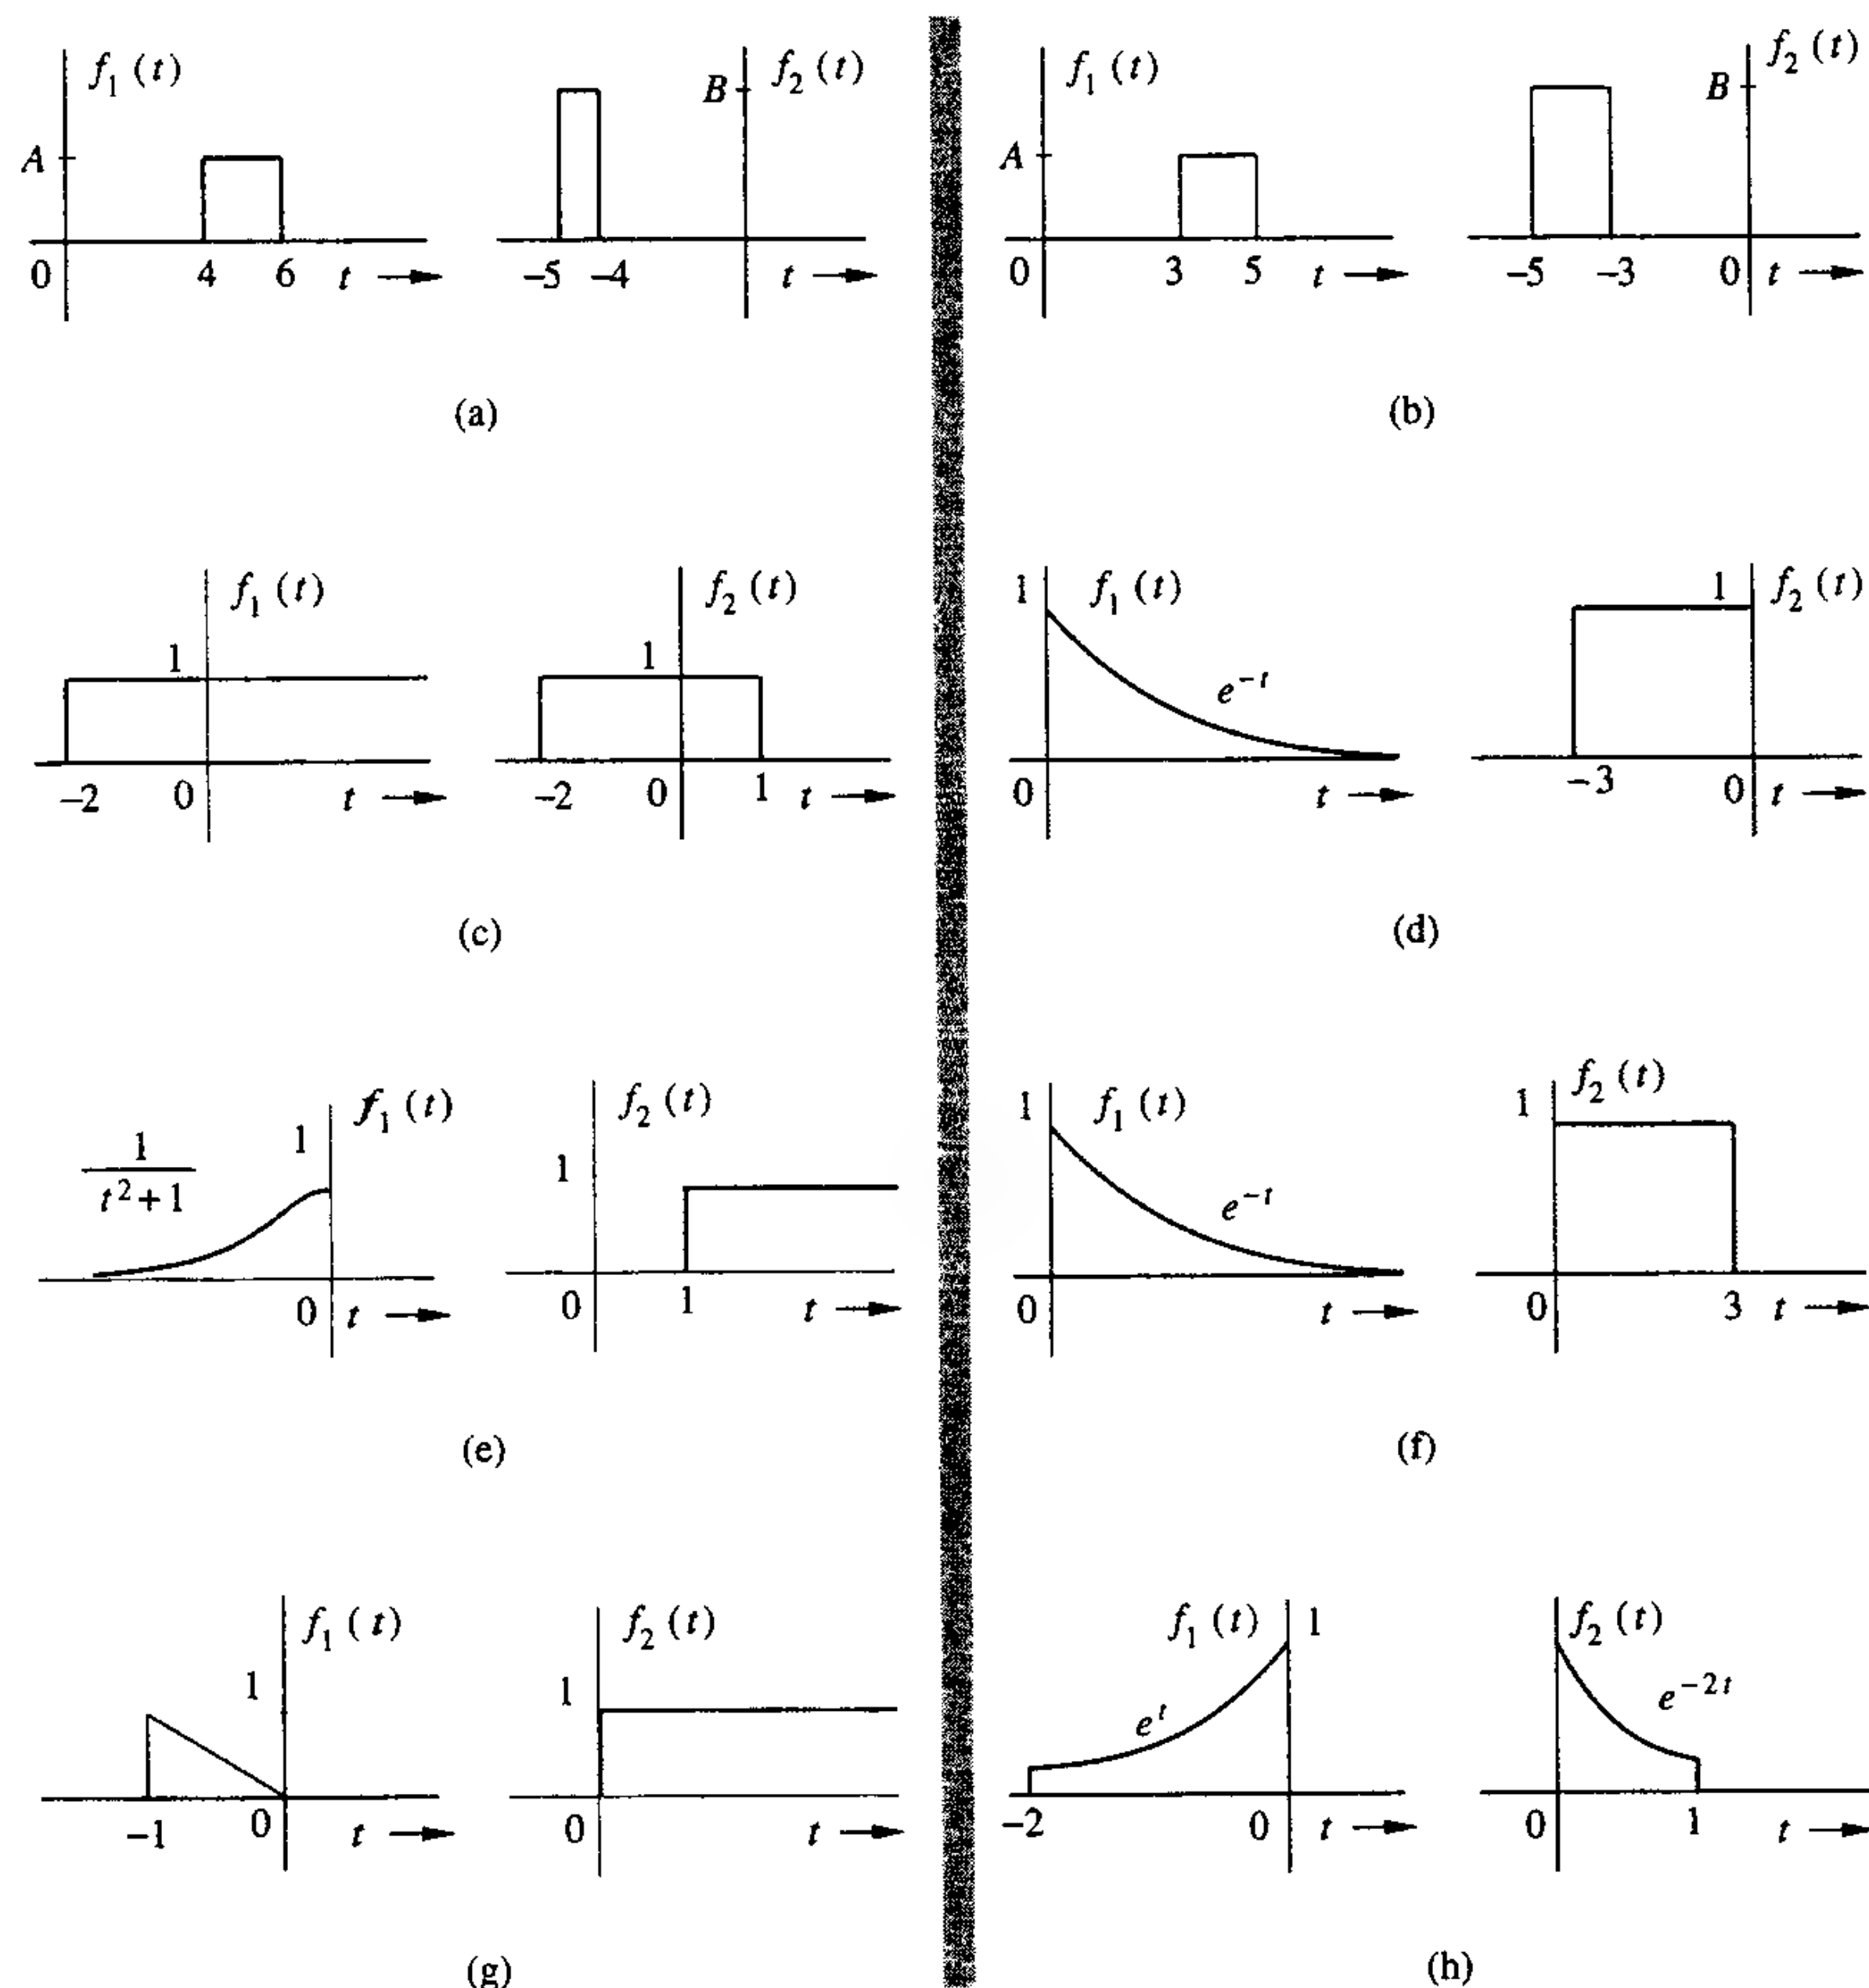 f₁ (t)
A
0 4 6 t
B f₂ (t)
−5 −4 t
(a)
f₁ (t)
A
0 3 5 t
B f₂ (t)
−5 −3 0 t
(b)
f₁ (t)
1
−2 0 t
f₂ (t)
1
−2 0 1 t
(c)
1 f₁ (t)
e^{−t}
0 t
1 f₂ (t)
−3 0 t
(d)
f₁ (t)
1
1/(t² + 1)
0 t
f₂ (t)
1
0 1 t
(e)
1 f₁ (t)
e^{−t}
0 t
f₂ (t)
1
0 3 t
(f)
f₁ (t)
1
−1 0 t
f₂ (t)
1
0 t
(g)
f₁ (t) 1
e^{t}
−2 0 t
f₂ (t)
e^{−2t}
0 1 t
(h)